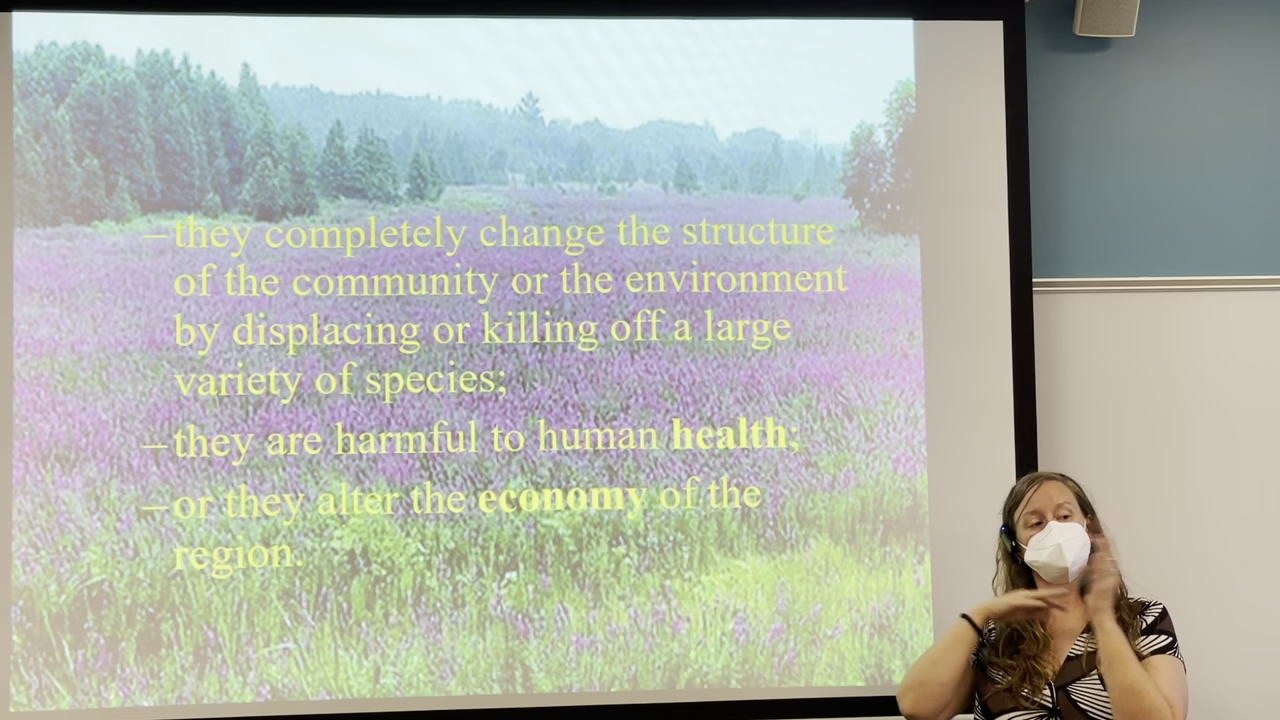 –they completely change the structure
of the community or the environment
by displacing or killing off a large
variety of species;
–they are harmful to human health;
–or they alter the economy of the
region.